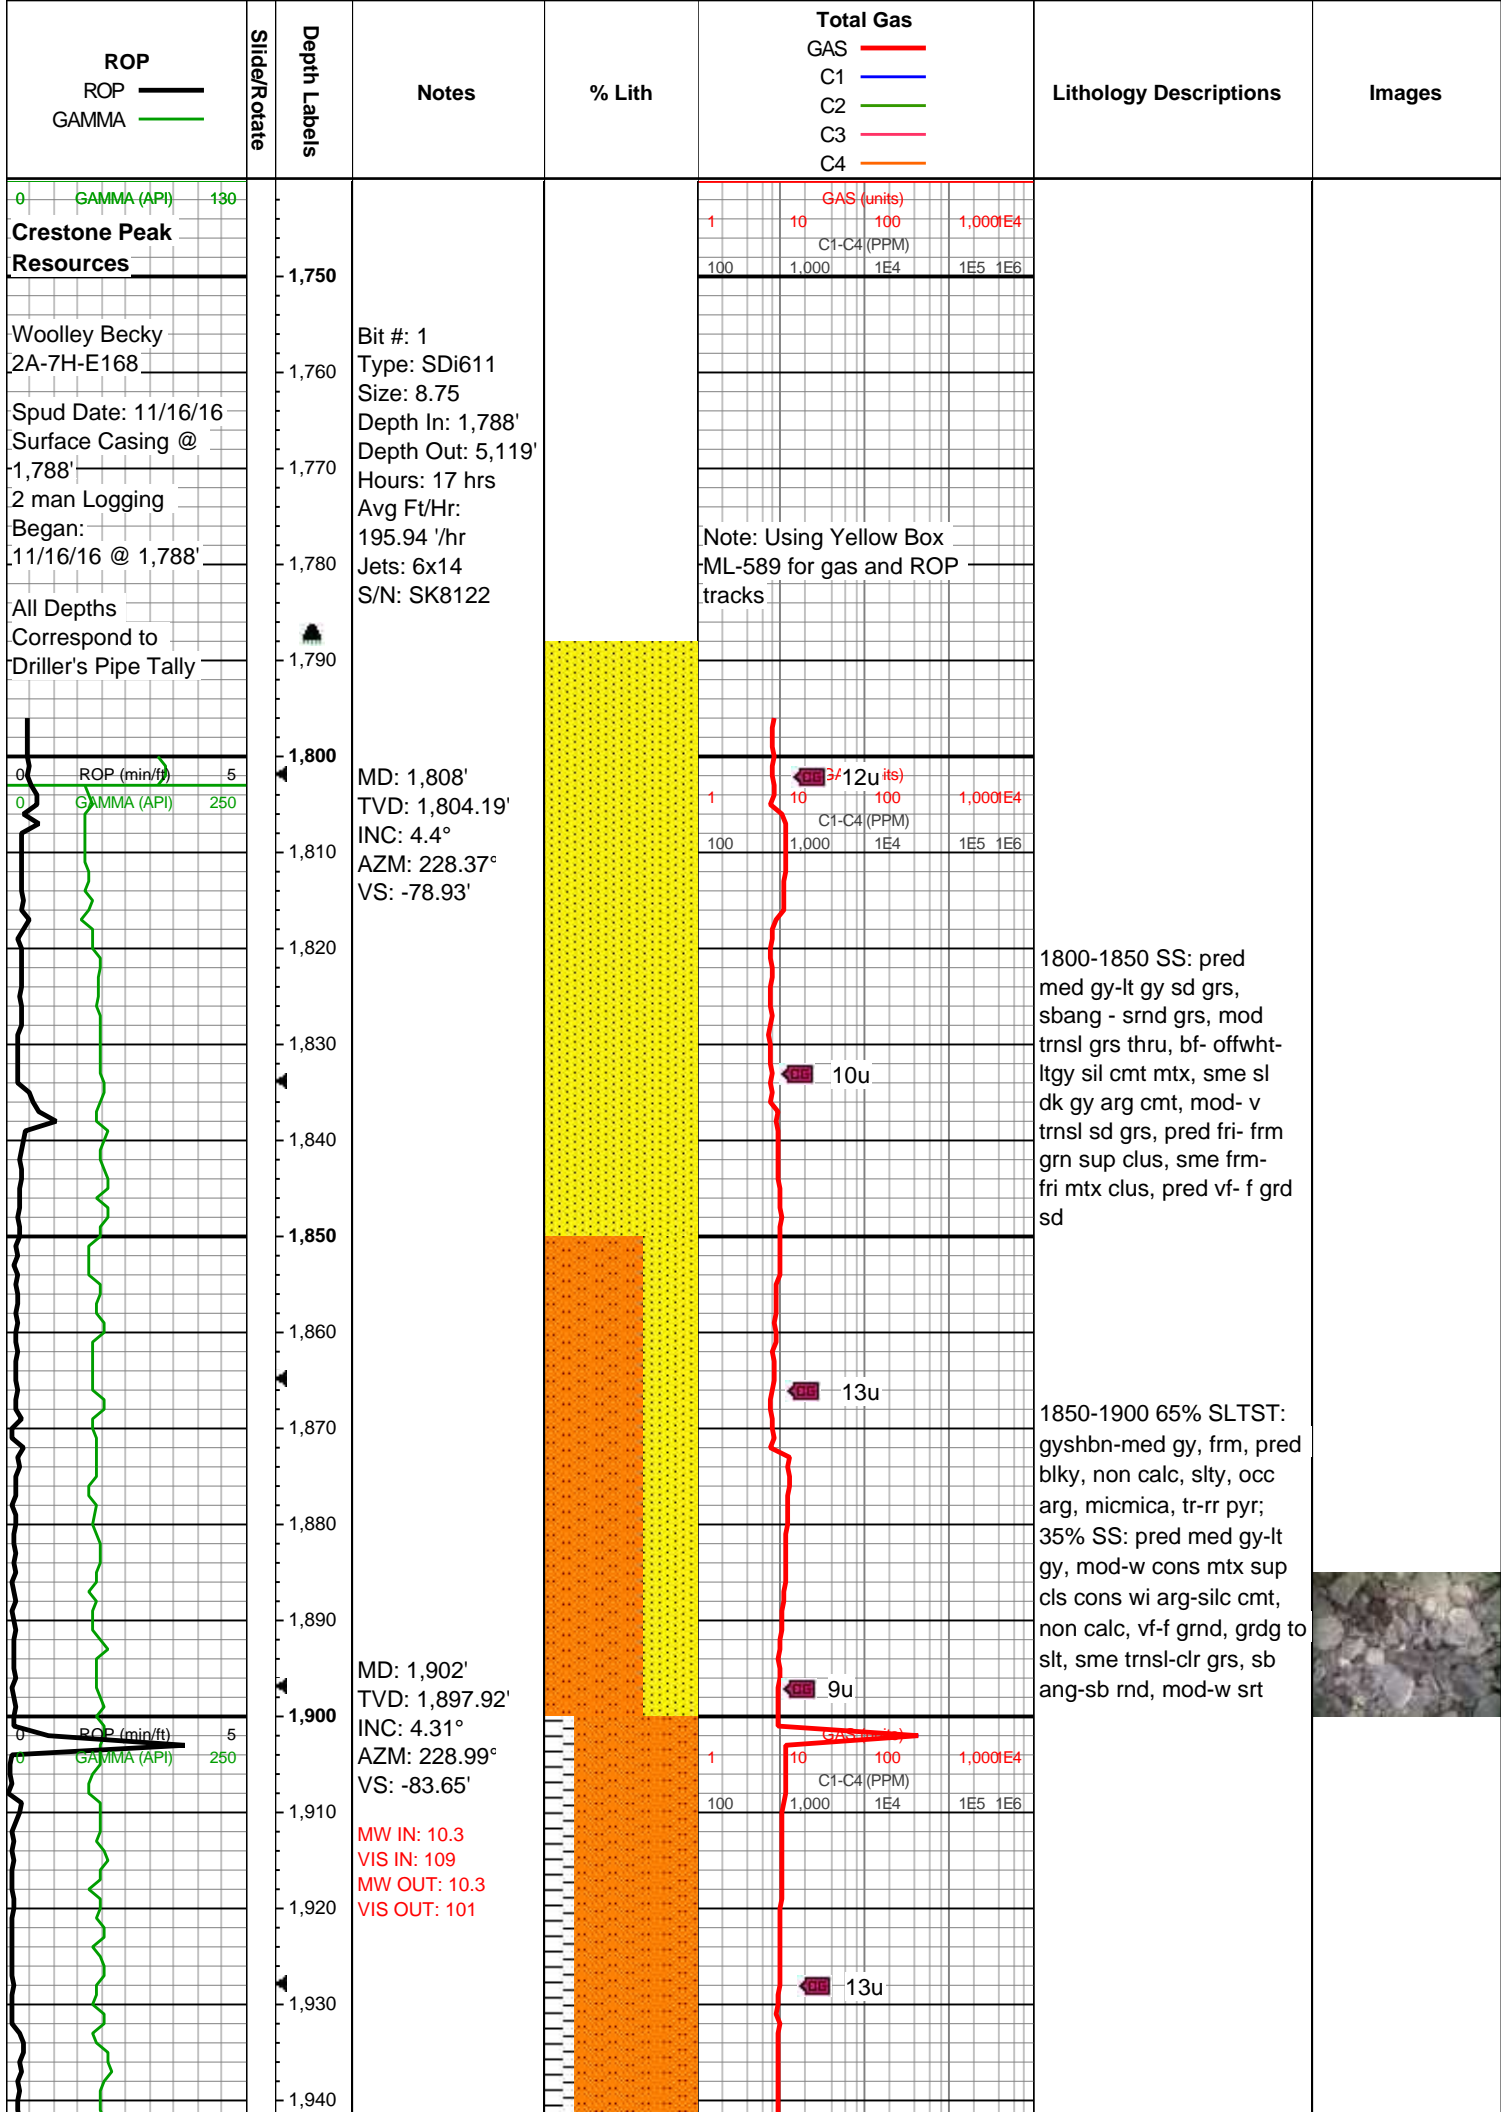 ROP
ROP
GAMMA
Slide/Rotate
Depth Labels
Notes
% Lith
Total Gas
GAS
C1
C2
C3
C4
Lithology Descriptions
Images
0 GAMMA (API) 130
Crestone Peak
Resources
Woolley Becky
2A-7H-E168
Spud Date: 11/16/16
Surface Casing @
1,788'
2 man Logging
Began:
11/16/16 @ 1,788'
All Depths
Correspond to
Driller's Pipe Tally
0 ROP (min/ft) 5
0 GAMMA (API) 250
0 ROP (min/ft) 5
0 GAMMA (API) 250
1,750
1,760
1,770
1,780
1,790
1,800
1,810
1,820
1,830
1,840
1,850
1,860
1,870
1,880
1,890
1,900
1,910
1,920
1,930
1,940
Bit #: 1
Type: SDi611
Size: 8.75
Depth In: 1,788'
Depth Out: 5,119'
Hours: 17 hrs
Avg Ft/Hr:
195.94 '/hr
Jets: 6x14
S/N: SK8122
MD: 1,808'
TVD: 1,804.19'
INC: 4.4°
AZM: 228.37°
VS: -78.93'
MD: 1,902'
TVD: 1,897.92'
INC: 4.31°
AZM: 228.99°
VS: -83.65'
MW IN: 10.3
VIS IN: 109
MW OUT: 10.3
VIS OUT: 101
GAS (units)
1 10 100 1,000 1E4
C1-C4 (PPM)
100 1,000 1E4 1E5 1E6
Note: Using Yellow Box
ML-589 for gas and ROP
tracks
CG 12u
1 10 100 1,000 1E4
C1-C4 (PPM)
100 1,000 1E4 1E5 1E6
CG 10u
CG 13u
CG 9u
GAS (units)
1 10 100 1,000 1E4
C1-C4 (PPM)
100 1,000 1E4 1E5 1E6
CG 13u
1800-1850 SS: pred
med gy-lt gy sd grs,
sbang - srnd grs, mod
trnsl grs thru, bf- offwht-
ltgy sil cmt mtx, sme sl
dk gy arg cmt, mod- v
trnsl sd grs, pred fri- frm
grn sup clus, sme frm-
fri mtx clus, pred vf- f grd
sd
1850-1900 65% SLTST:
gyshbn-med gy, frm, pred
blky, non calc, slty, occ
arg, micmica, tr-rr pyr;
35% SS: pred med gy-lt
gy, mod-w cons mtx sup
cls cons wi arg-silc cmt,
non calc, vf-f grnd, grdg to
slt, sme trnsl-clr grs, sb
ang-sb rnd, mod-w srt